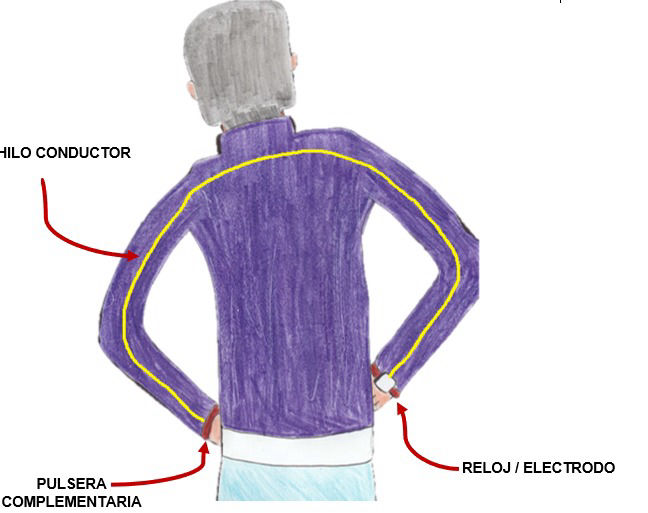 HILO CONDUCTOR
RELOJ / ELECTRODO
PULSERA
COMPLEMENTARIA